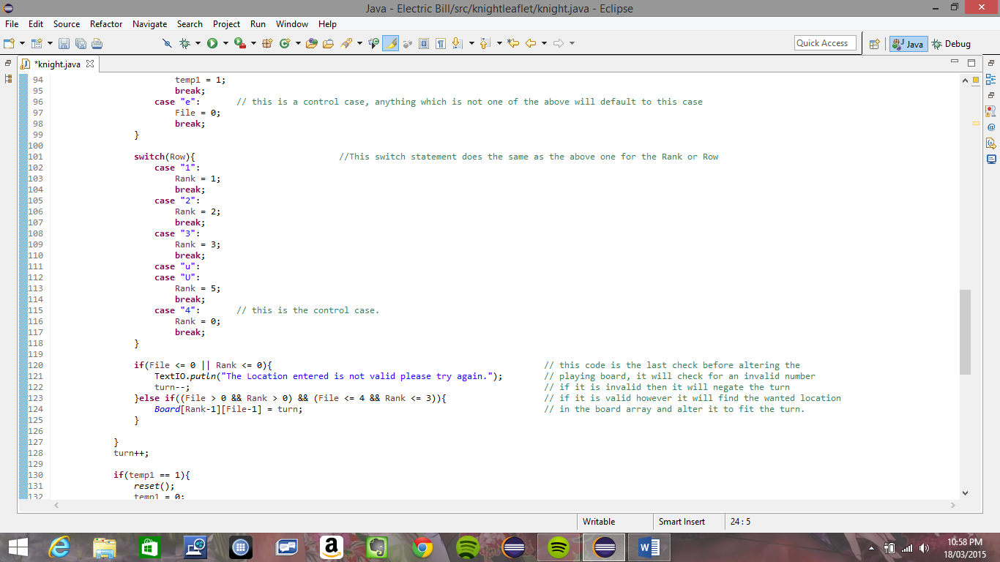 Java - Electric Bill/src/knightleaflet/knight.java - Eclipse
File Edit Source Refactor Navigate Search Project Run Window Help
Quick Access Java Debug
*knight.java
94 temp1 = 1;
95 break;
96 case "e": // this is a control case, anything which is not one of the above will default to this case
97 File = 0;
98 break;
99 }
100
101 switch(Row){ //This switch statement does the same as the above one for the Rank or Row
102 case "1":
103 Rank = 1;
104 break;
105 case "2":
106 Rank = 2;
107 break;
108 case "3":
109 Rank = 3;
110 break;
111 case "u":
112 case "U":
113 Rank = 5;
114 break;
115 case "4": // this is the control case.
116 Rank = 0;
117 break;
118 }
119
120 if(File <= 0 || Rank <= 0){ // this code is the last check before altering the
121 TextIO.putln("The Location entered is not valid please try again."); // playing board, it will check for an invalid number
122 turn--; // if it is invalid then it will negate the turn
123 }else if((File > 0 && Rank > 0) && (File <= 4 && Rank <= 3)){ // if it is valid however it will find the wanted location
124 Board[Rank-1][File-1] = turn; // in the board array and alter it to fit the turn.
125 }
126
127 }
128 turn++;
129
130 if(temp1 == 1){
131 reset();
132 temp1 = 0;
Writable Smart Insert 24 : 5
10:58 PM
18/03/2015